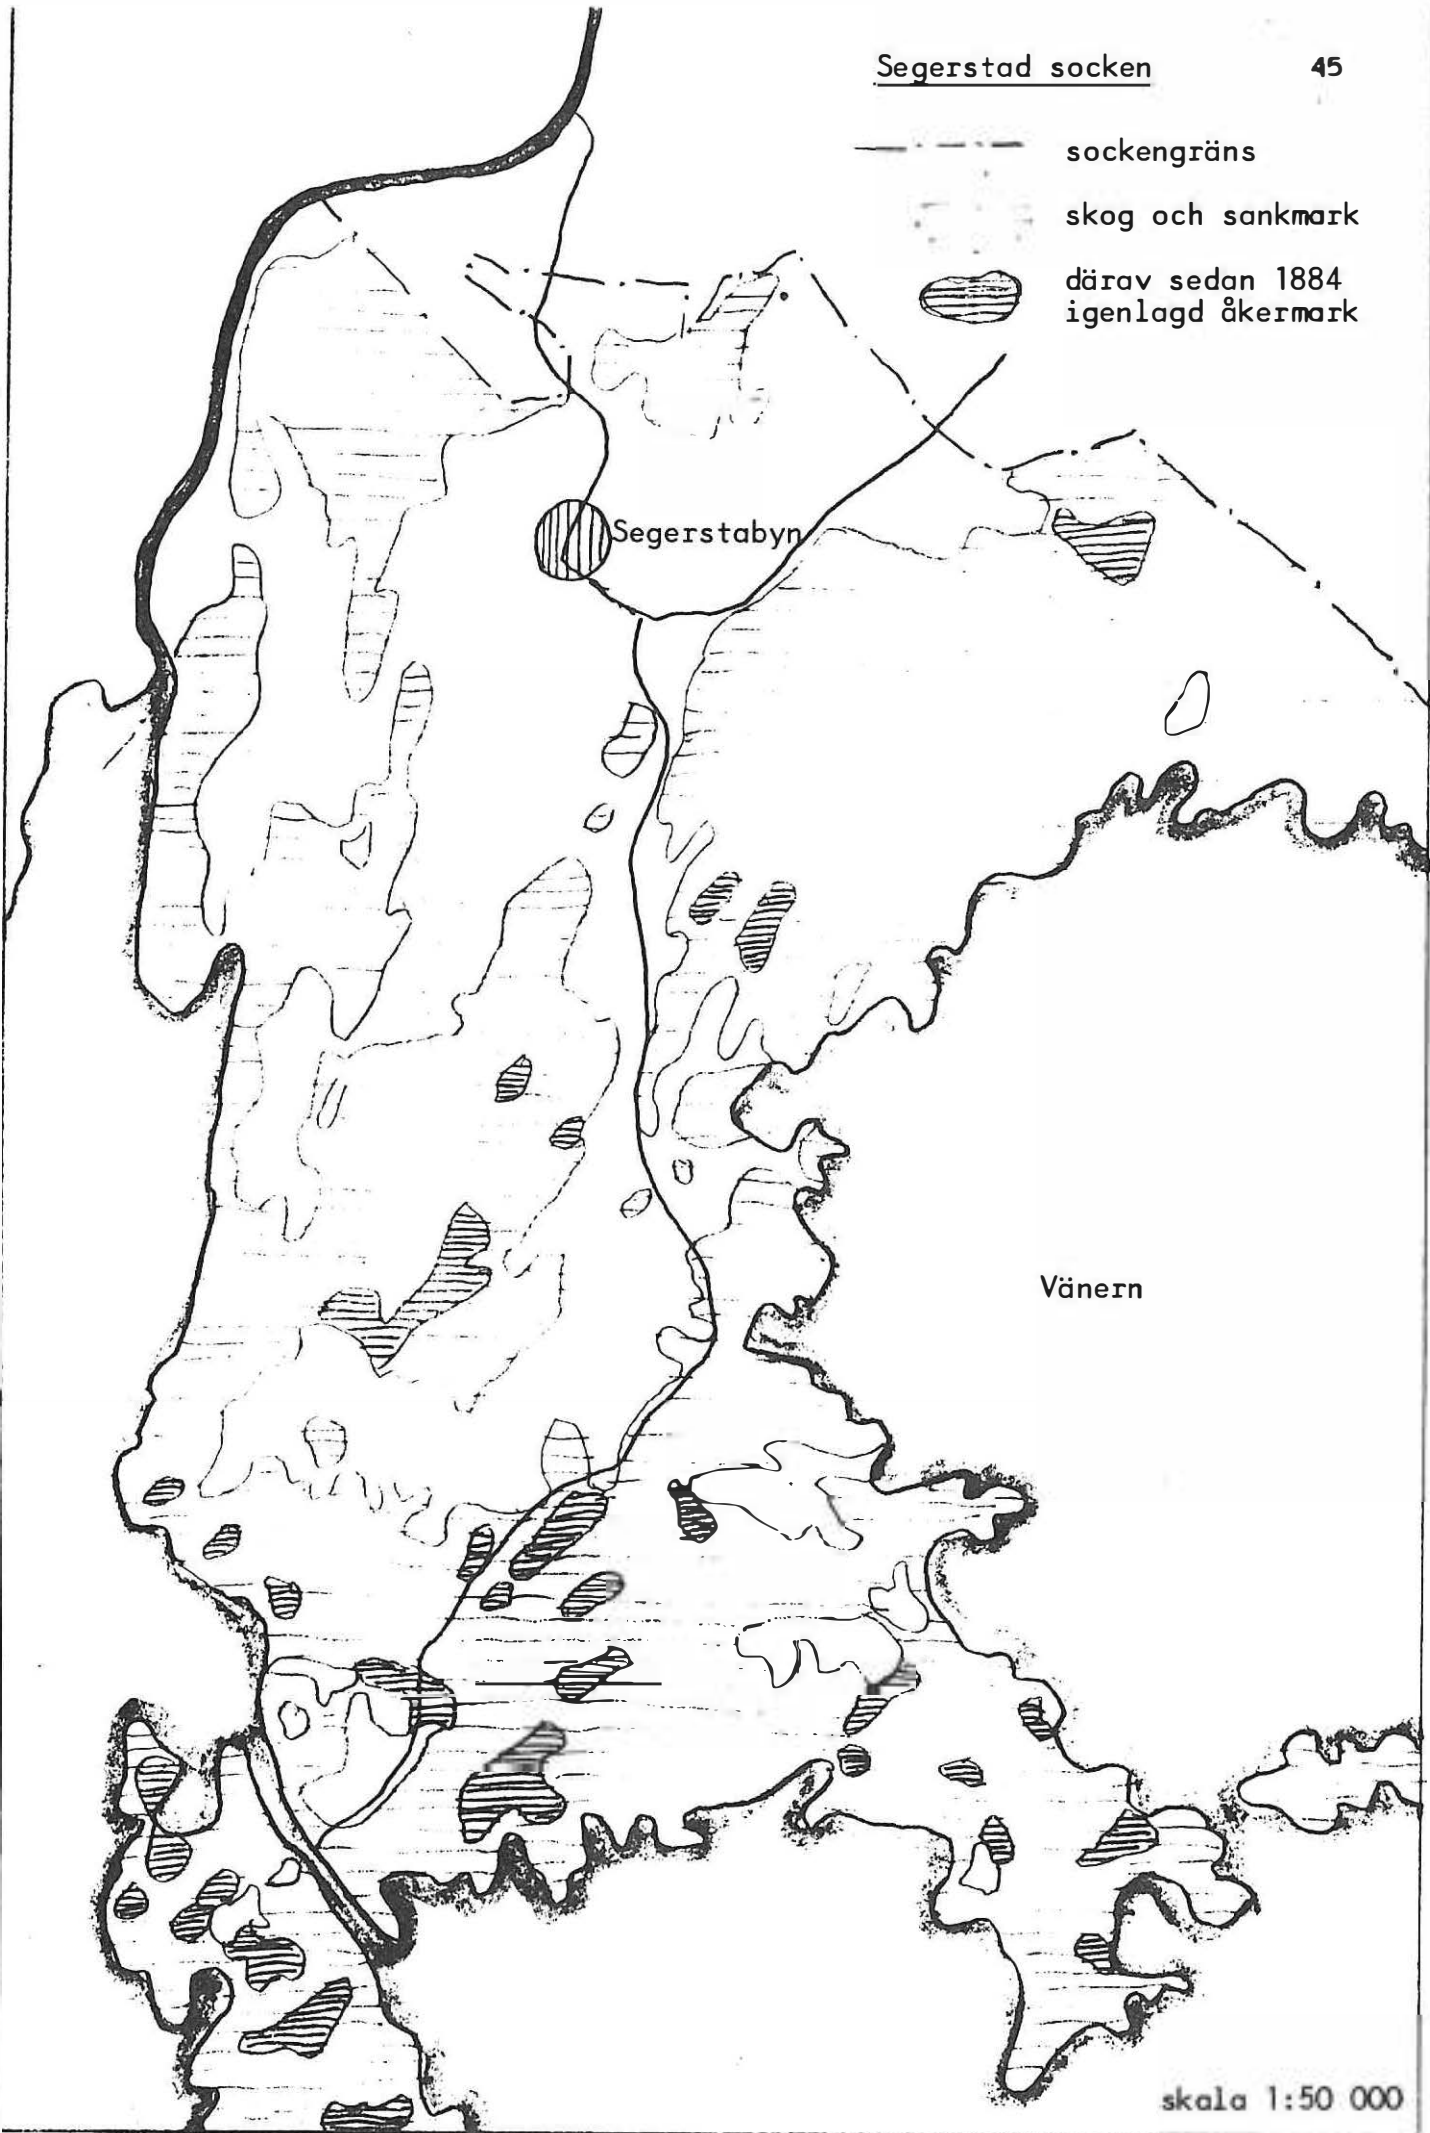 Segerstad socken 45
sockengräns
skog och sankmark
därav sedan 1884
igenlagd åkermark
Segerstabyn
Vänern
skala 1:50 000